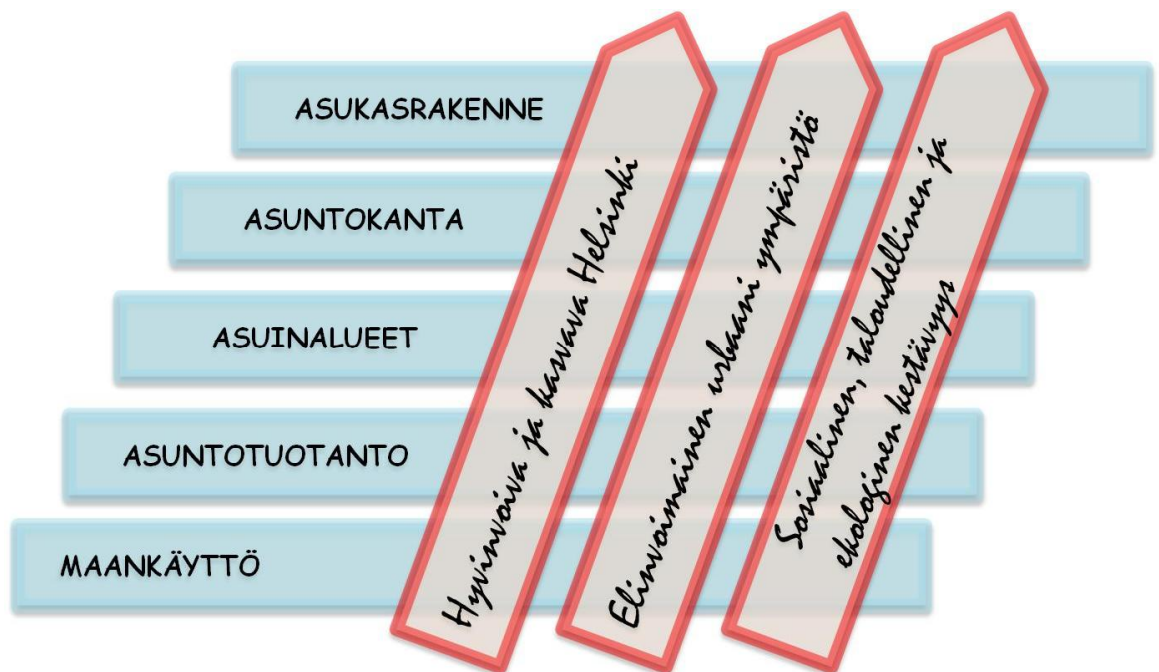 ASUKASRAKENNE
ASUNTOKANTA
ASUINALUEET
ASUNTOTUOTANTO
MAANKÄYTTÖ
Hyvinvoiva ja kasvava Helsinki
Elinvoimainen urbaani ympäristö
Sosiaalinen, taloudellinen ja
ekologinen kestävyys